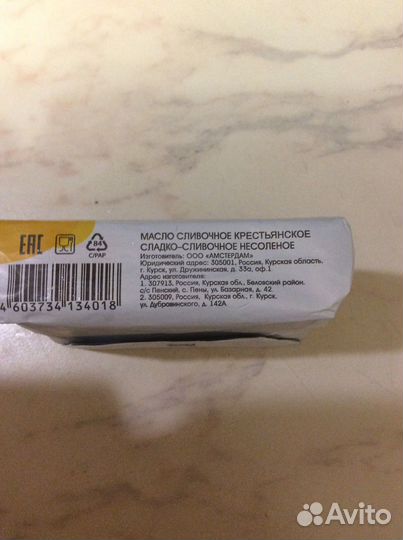 EAC
84
C/PAP
4 603734 134018
МАСЛО СЛИВОЧНОЕ КРЕСТЬЯНСКОЕ
СЛАДКО-СЛИВОЧНОЕ НЕСОЛЕНОЕ
Изготовитель: ООО «АМСТЕРДАМ»
Юридический адрес: 305001, Россия, Курская область,
г. Курск, ул. Дружининская, д. 33а, оф.1
Адрес изготовителя:
1. 307913, Россия, Курская обл., Беловский район,
с/с Пенский, с. Пены, ул. Базарная, д. 42
2. 305009, Россия, Курская обл., г. Курск,
ул. Дубровинского, д. 142А
Avito